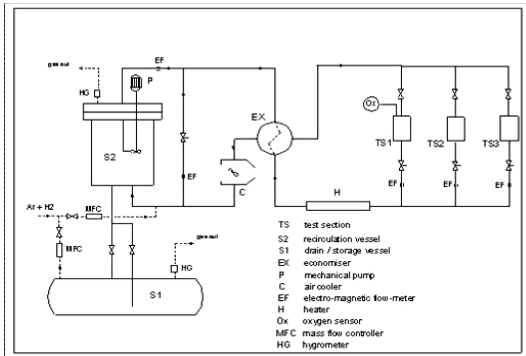 EF
gas out
P
HG
EX
Ox
S2
TS1
TS2
TS3
C
EF
EF
EF
EF
H
Ar + H2
MFC
gas out
MFC
HG
S1
TS test section
S2 recirculation vessel
S1 drain / storage vessel
EX economiser
P mechanical pump
C air cooler
EF electro-magnetic flow-meter
H heater
Ox oxygen sensor
MFC mass flow controller
HG hygrometer